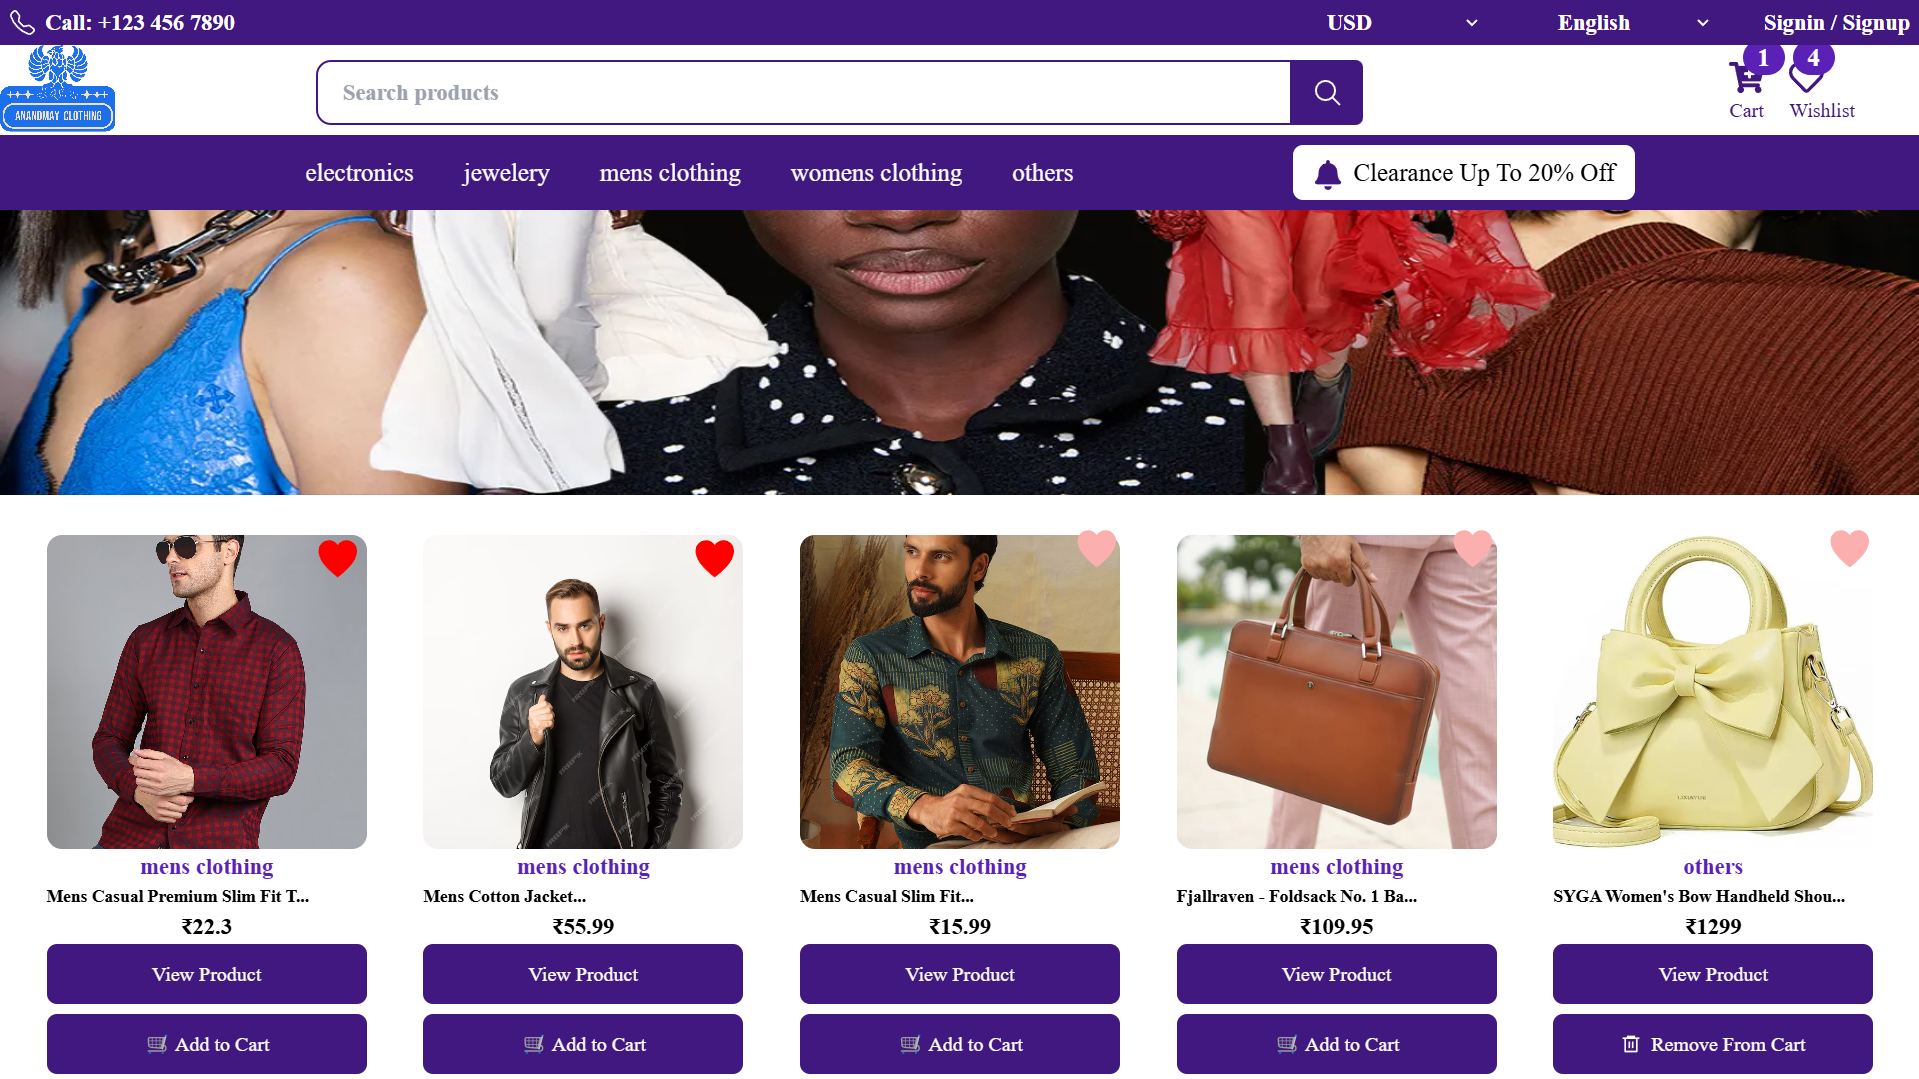 Call: +123 456 7890
USD
English
Signin / Signup
ANANDMAY CLOTHING
Search products
1
4
Cart
Wishlist
electronics
jewelery
mens clothing
womens clothing
others
Clearance Up To 20% Off
mens clothing
Mens Casual Premium Slim Fit T...
₹22.3
View Product
Add to Cart
mens clothing
Mens Cotton Jacket...
₹55.99
View Product
Add to Cart
mens clothing
Mens Casual Slim Fit...
₹15.99
View Product
Add to Cart
mens clothing
Fjallraven - Foldsack No. 1 Ba...
₹109.95
View Product
Add to Cart
others
SYGA Women's Bow Handheld Shou...
₹1299
View Product
Remove From Cart